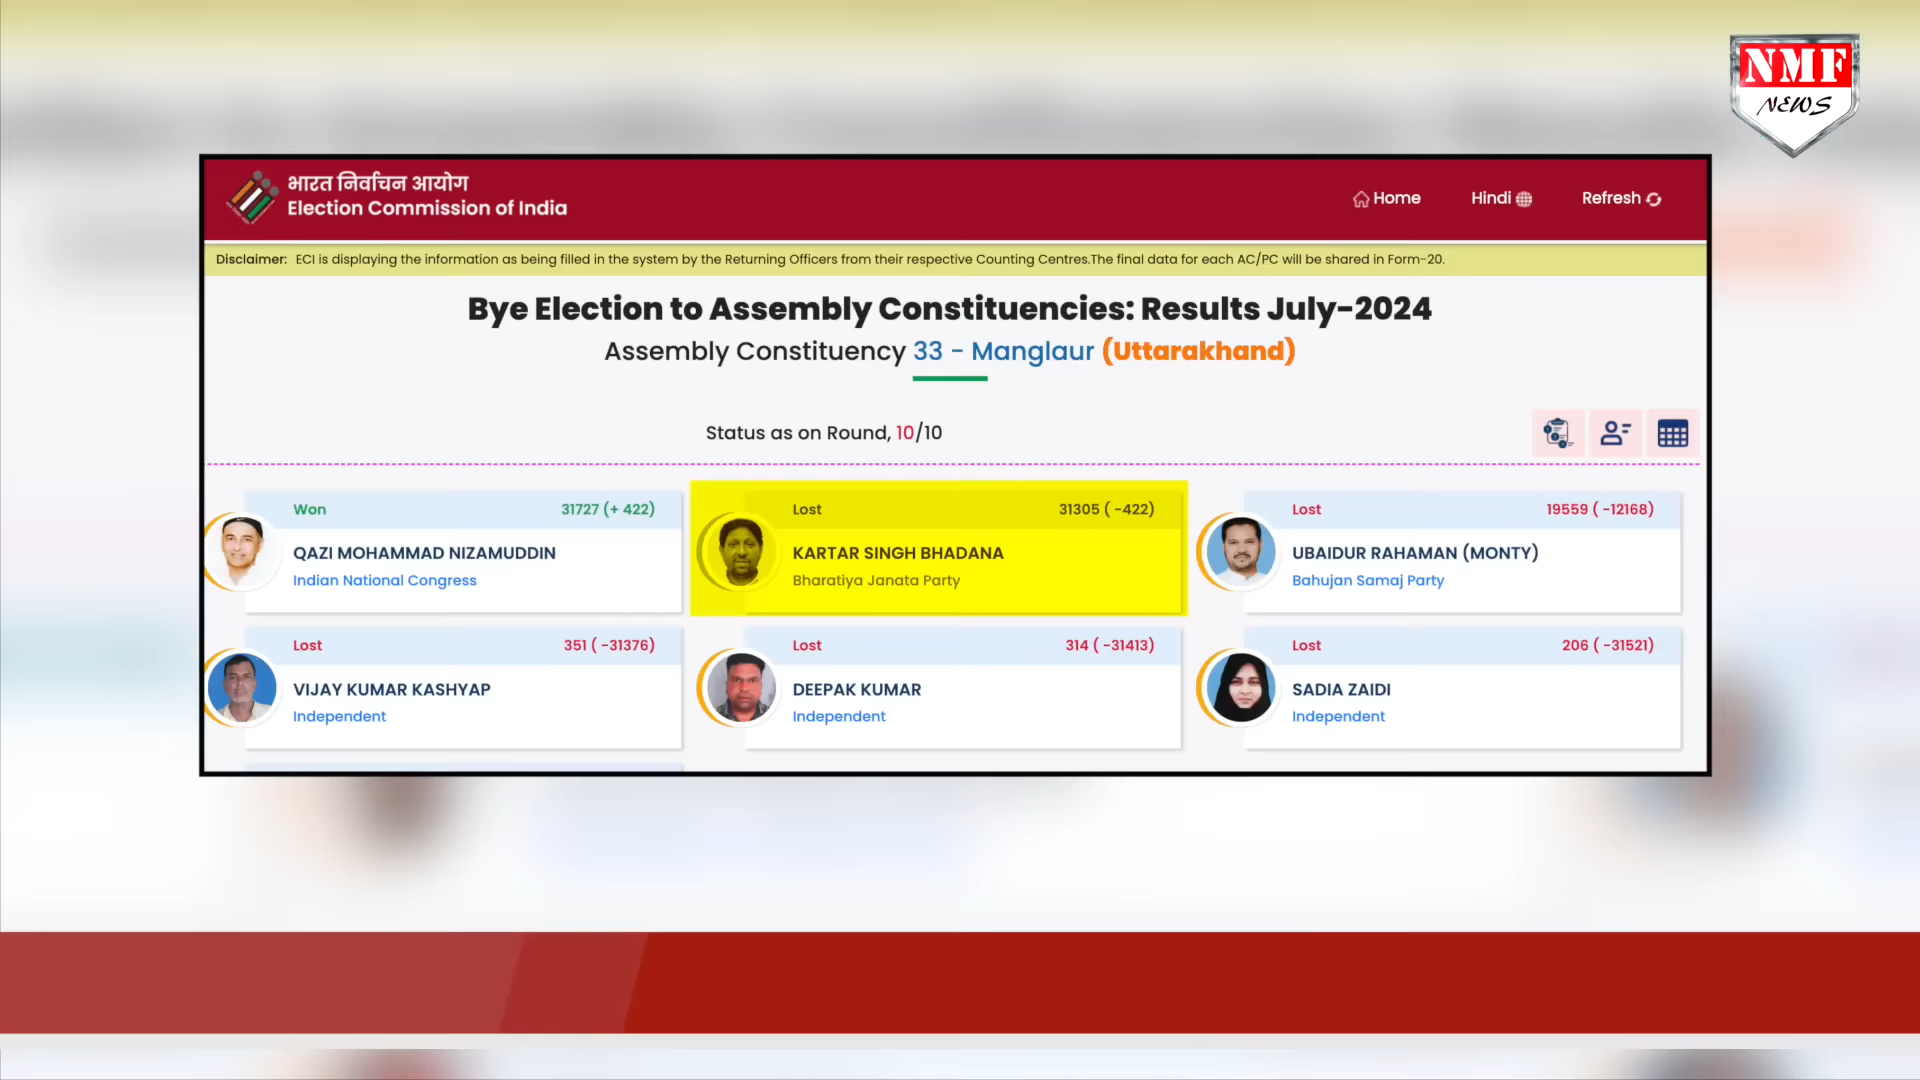 NMF
NEWS
भारत निर्वाचन आयोग
Election Commission of India
Home
Hindi
Refresh
Disclaimer: ECI is displaying the information as being filled in the system by the Returning Officers from their respective Counting Centres.The final data for each AC/PC will be shared in Form-20.
Bye Election to Assembly Constituencies: Results July-2024
Assembly Constituency 33 - Manglaur (Uttarakhand)
Status as on Round, 10/10
Won 31727 (+ 422)
QAZI MOHAMMAD NIZAMUDDIN
Indian National Congress
Lost 31305 ( -422)
KARTAR SINGH BHADANA
Bharatiya Janata Party
Lost 19559 ( -12168)
UBAIDUR RAHAMAN (MONTY)
Bahujan Samaj Party
Lost 351 ( -31376)
VIJAY KUMAR KASHYAP
Independent
Lost 314 ( -31413)
DEEPAK KUMAR
Independent
Lost 206 ( -31521)
SADIA ZAIDI
Independent